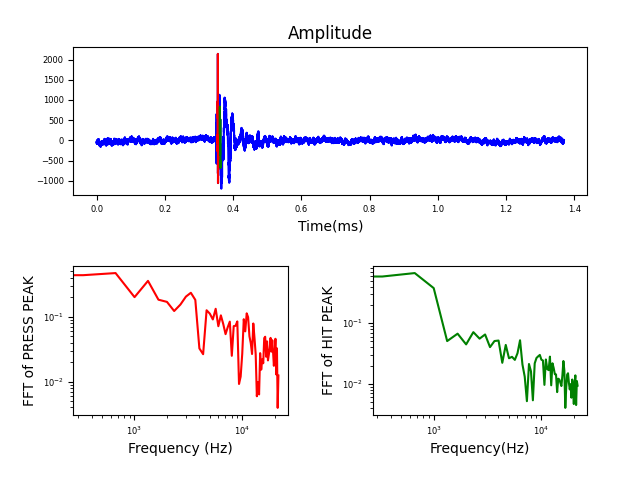 Amplitude
2000
1500
1000
500
0
−500
−1000
0.0 0.2 0.4 0.6 0.8 1.0 1.2 1.4
Time(ms)
FFT of PRESS PEAK
10⁻¹
10⁻²
10³ 10⁴
Frequency (Hz)
FFT of HIT PEAK
10⁻¹
10⁻²
10³ 10⁴
Frequency(Hz)